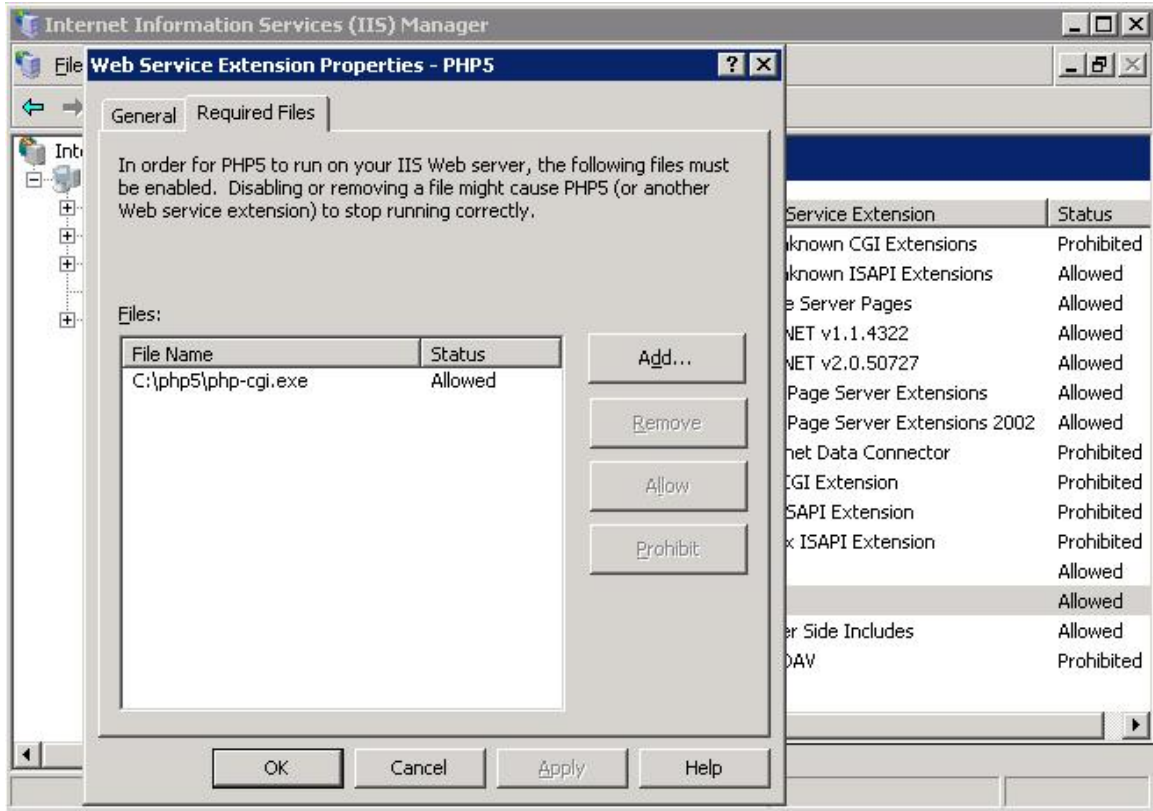 Internet Information Services (IIS) Manager
File
Web Service Extension Properties - PHP5
General Required Files
In order for PHP5 to run on your IIS Web server, the following files must
be enabled. Disabling or removing a file might cause PHP5 (or another
Web service extension) to stop running correctly.
Files:
File Name Status
C:\php5\php-cgi.exe Allowed
Add...
Remove
Allow
Prohibit
OK Cancel Apply Help
Service Extension Status
known CGI Extensions Prohibited
known ISAPI Extensions Allowed
e Server Pages Allowed
NET v1.1.4322 Allowed
NET v2.0.50727 Allowed
Page Server Extensions Allowed
Page Server Extensions 2002 Allowed
net Data Connector Prohibited
CGI Extension Prohibited
SAPI Extension Prohibited
x ISAPI Extension Prohibited
Allowed
Allowed
er Side Includes Allowed
DAV Prohibited